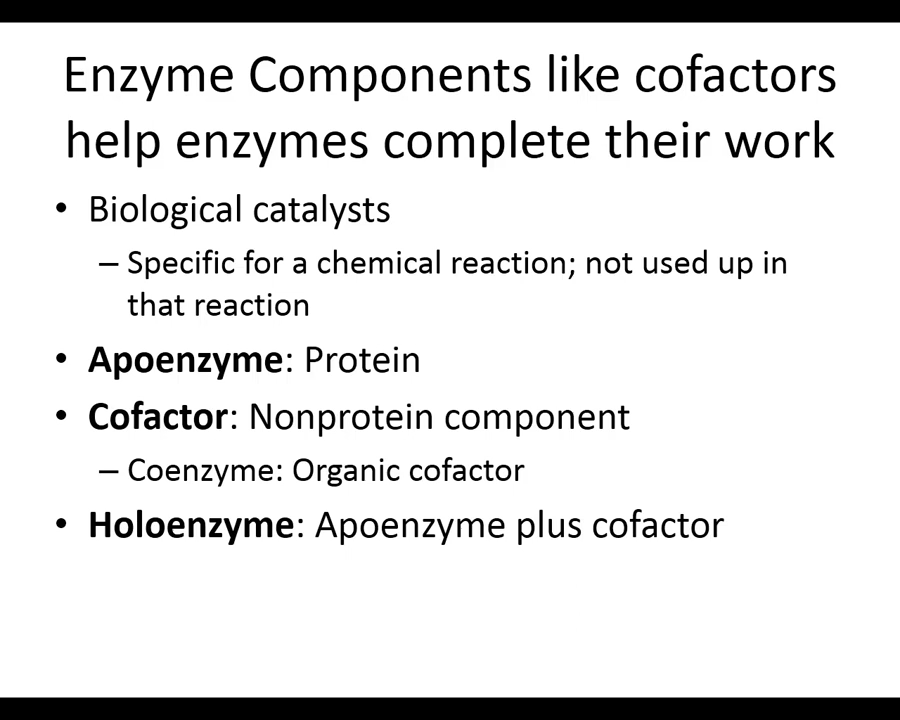 Enzyme Components like cofactors
help enzymes complete their work
• Biological catalysts
– Specific for a chemical reaction; not used up in
that reaction
• Apoenzyme: Protein
• Cofactor: Nonprotein component
– Coenzyme: Organic cofactor
• Holoenzyme: Apoenzyme plus cofactor